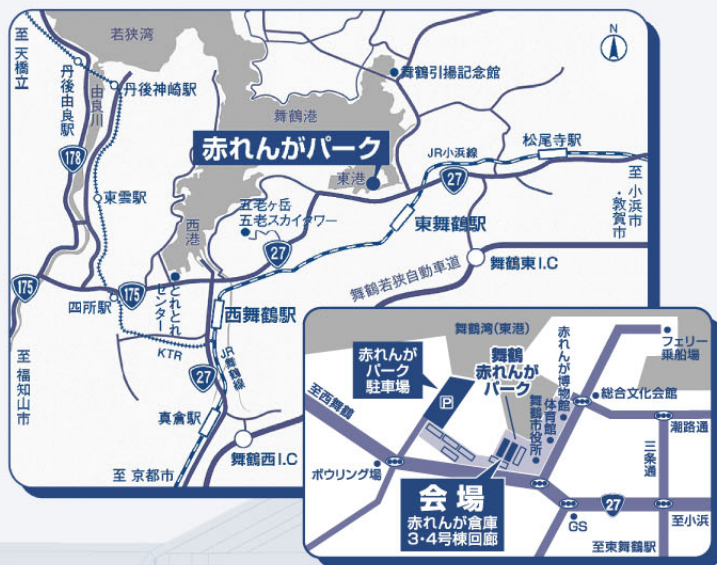 至 天橋立
若狭湾
N
丹後由良駅
由良川
丹後神崎駅
舞鶴引揚記念館
舞鶴港
赤れんがパーク
178
JR小浜線
松尾寺駅
東港
27
至 小浜市・敦賀市
東雲駅
五老ヶ岳
五老スカイタワー
西港
東舞鶴駅
27
舞鶴東I.C
舞鶴若狭自動車道
175
175
四所駅
とれとれ
センター
西舞鶴駅
KTR
JR舞鶴線
至 福知山市
27
真倉駅
舞鶴西I.C
至 京都市
舞鶴湾(東港)
フェリー
乗船場
赤れんが
パーク
駐車場
P
舞鶴
赤れんが
パーク
赤れんが博物館
体育館
舞鶴市役所
総合文化会館
至西舞鶴
潮路通
三条通
ボウリング場
会場
赤れんが倉庫
3・4号棟回廊
27
GS
至小浜
至東舞鶴駅